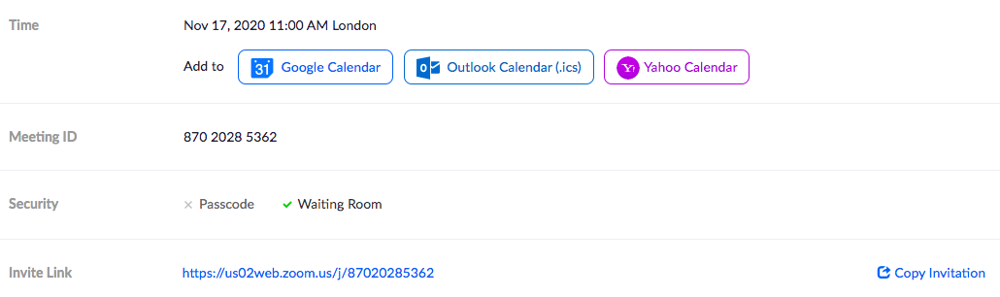 Time Nov 17, 2020 11:00 AM London
Add to 31 Google Calendar Outlook Calendar (.ics) Y! Yahoo Calendar
Meeting ID 870 2028 5362
Security × Passcode ✓ Waiting Room
Invite Link https://us02web.zoom.us/j/87020285362 Copy Invitation